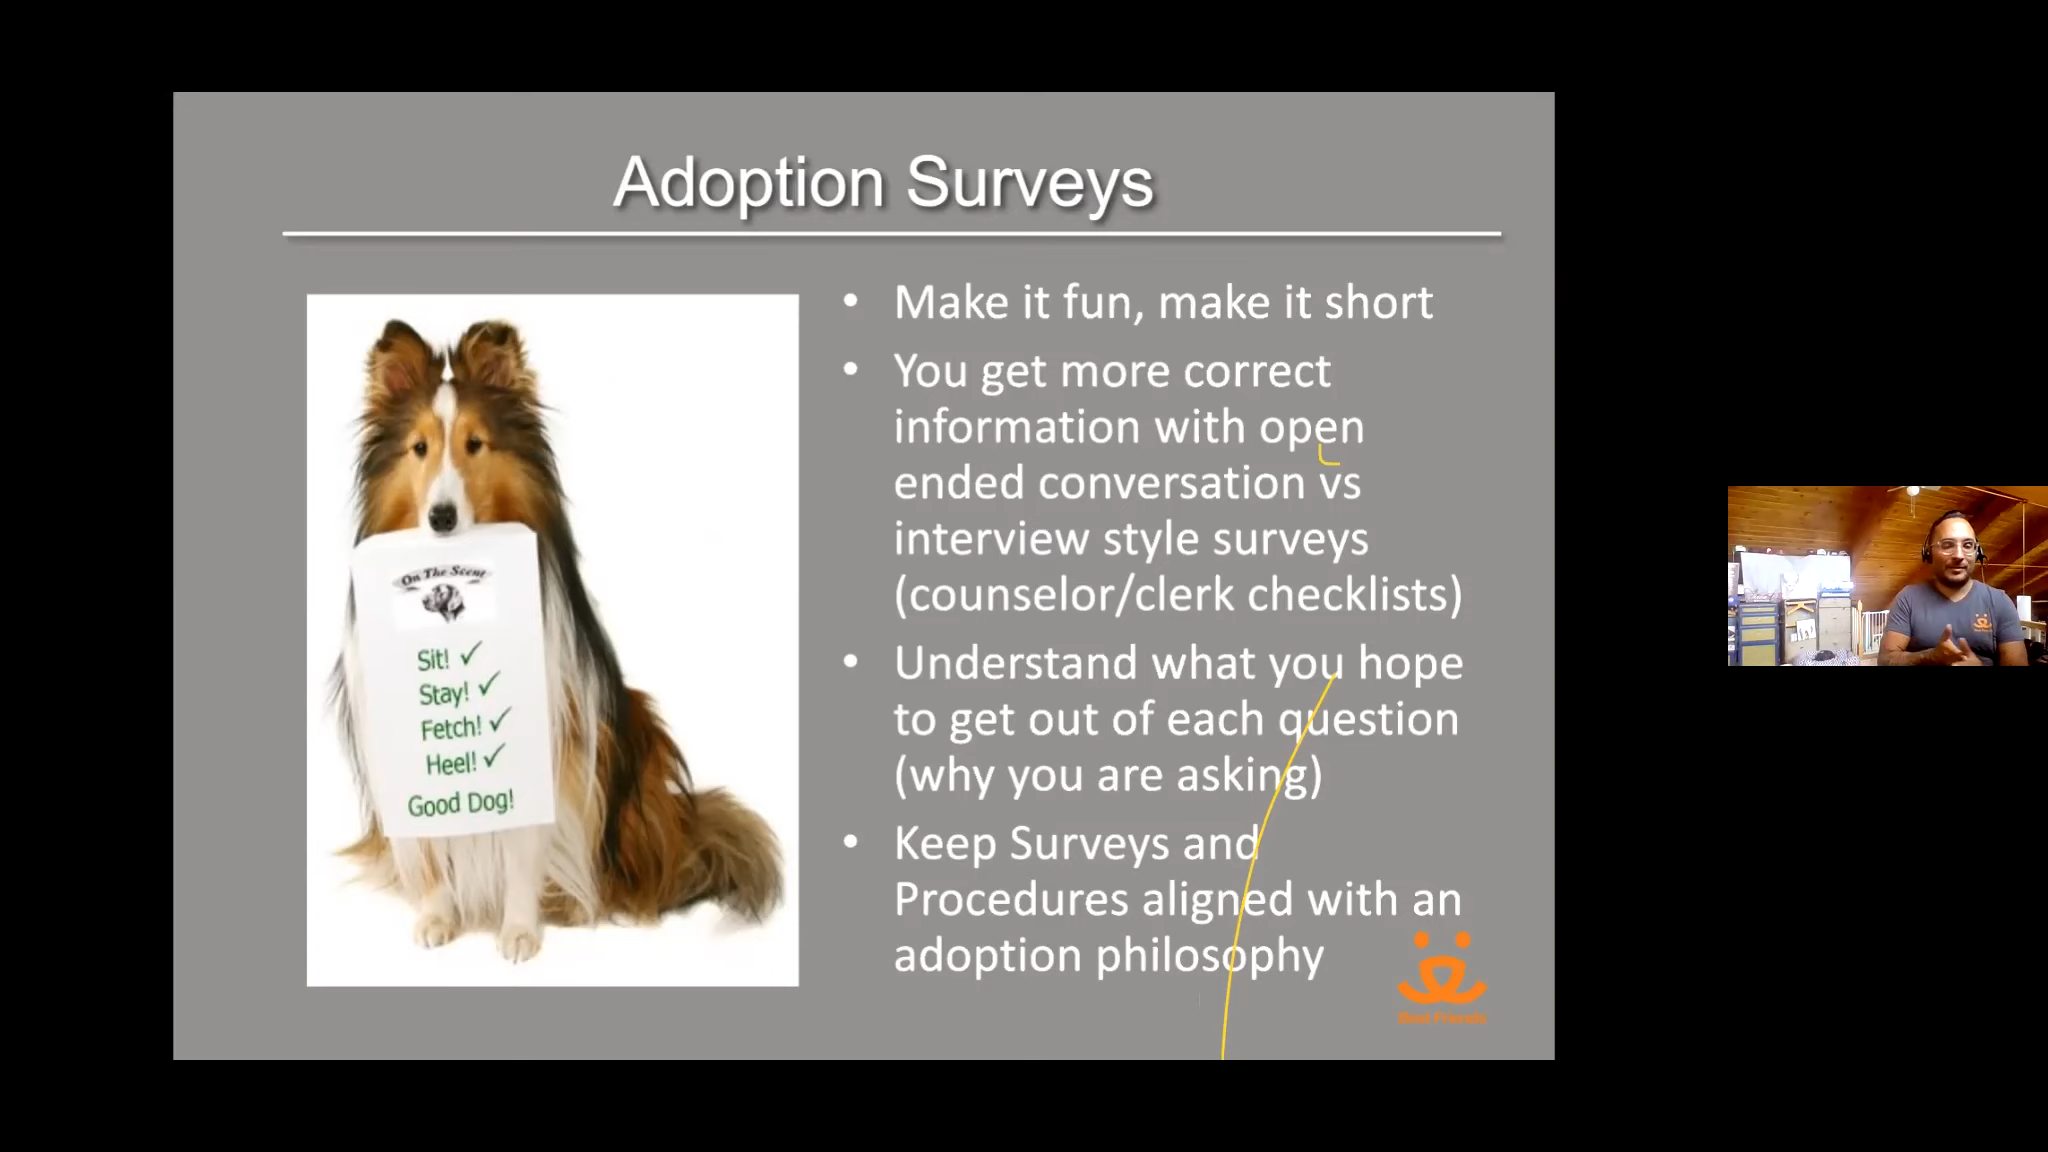 Adoption Surveys
On The Scent
Sit! ✓
Stay! ✓
Fetch! ✓
Heel! ✓
Good Dog!
• Make it fun, make it short
• You get more correct
information with open
ended conversation vs
interview style surveys
(counselor/clerk checklists)
• Understand what you hope
to get out of each question
(why you are asking)
• Keep Surveys and
Procedures aligned with an
adoption philosophy
Best Friends